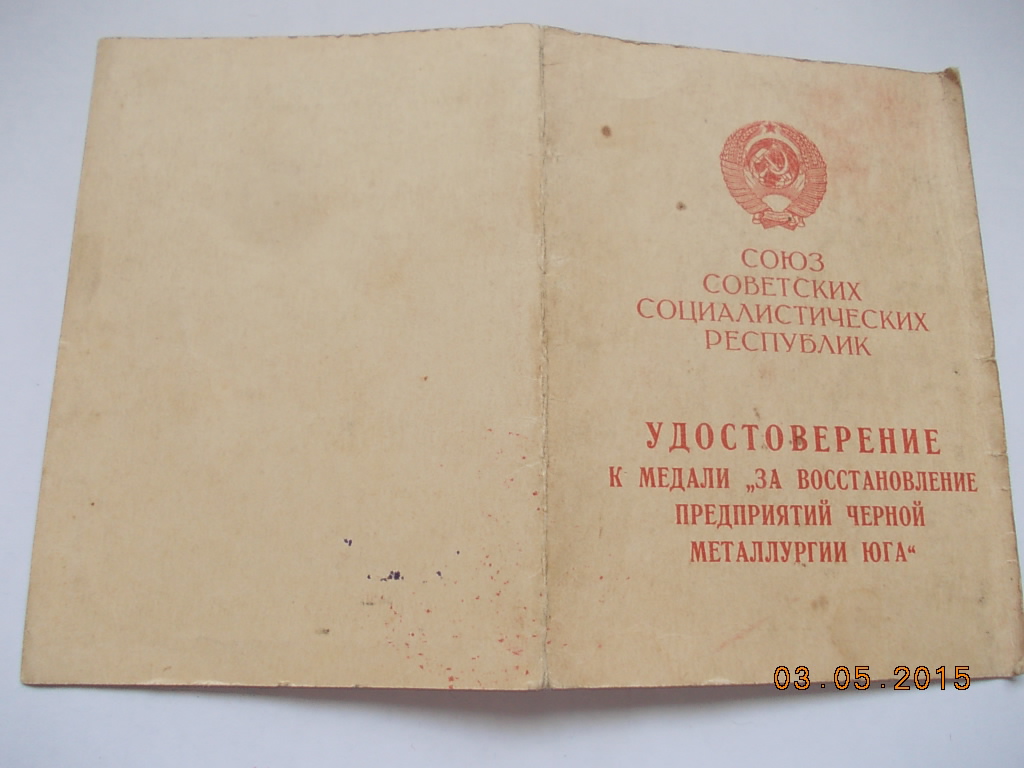 СОЮЗ
СОВЕТСКИХ
СОЦИАЛИСТИЧЕСКИХ
РЕСПУБЛИК
УДОСТОВЕРЕНИЕ
К МЕДАЛИ „ЗА ВОССТАНОВЛЕНИЕ
ПРЕДПРИЯТИЙ ЧЕРНОЙ
МЕТАЛЛУРГИИ ЮГА“
03.05.2015